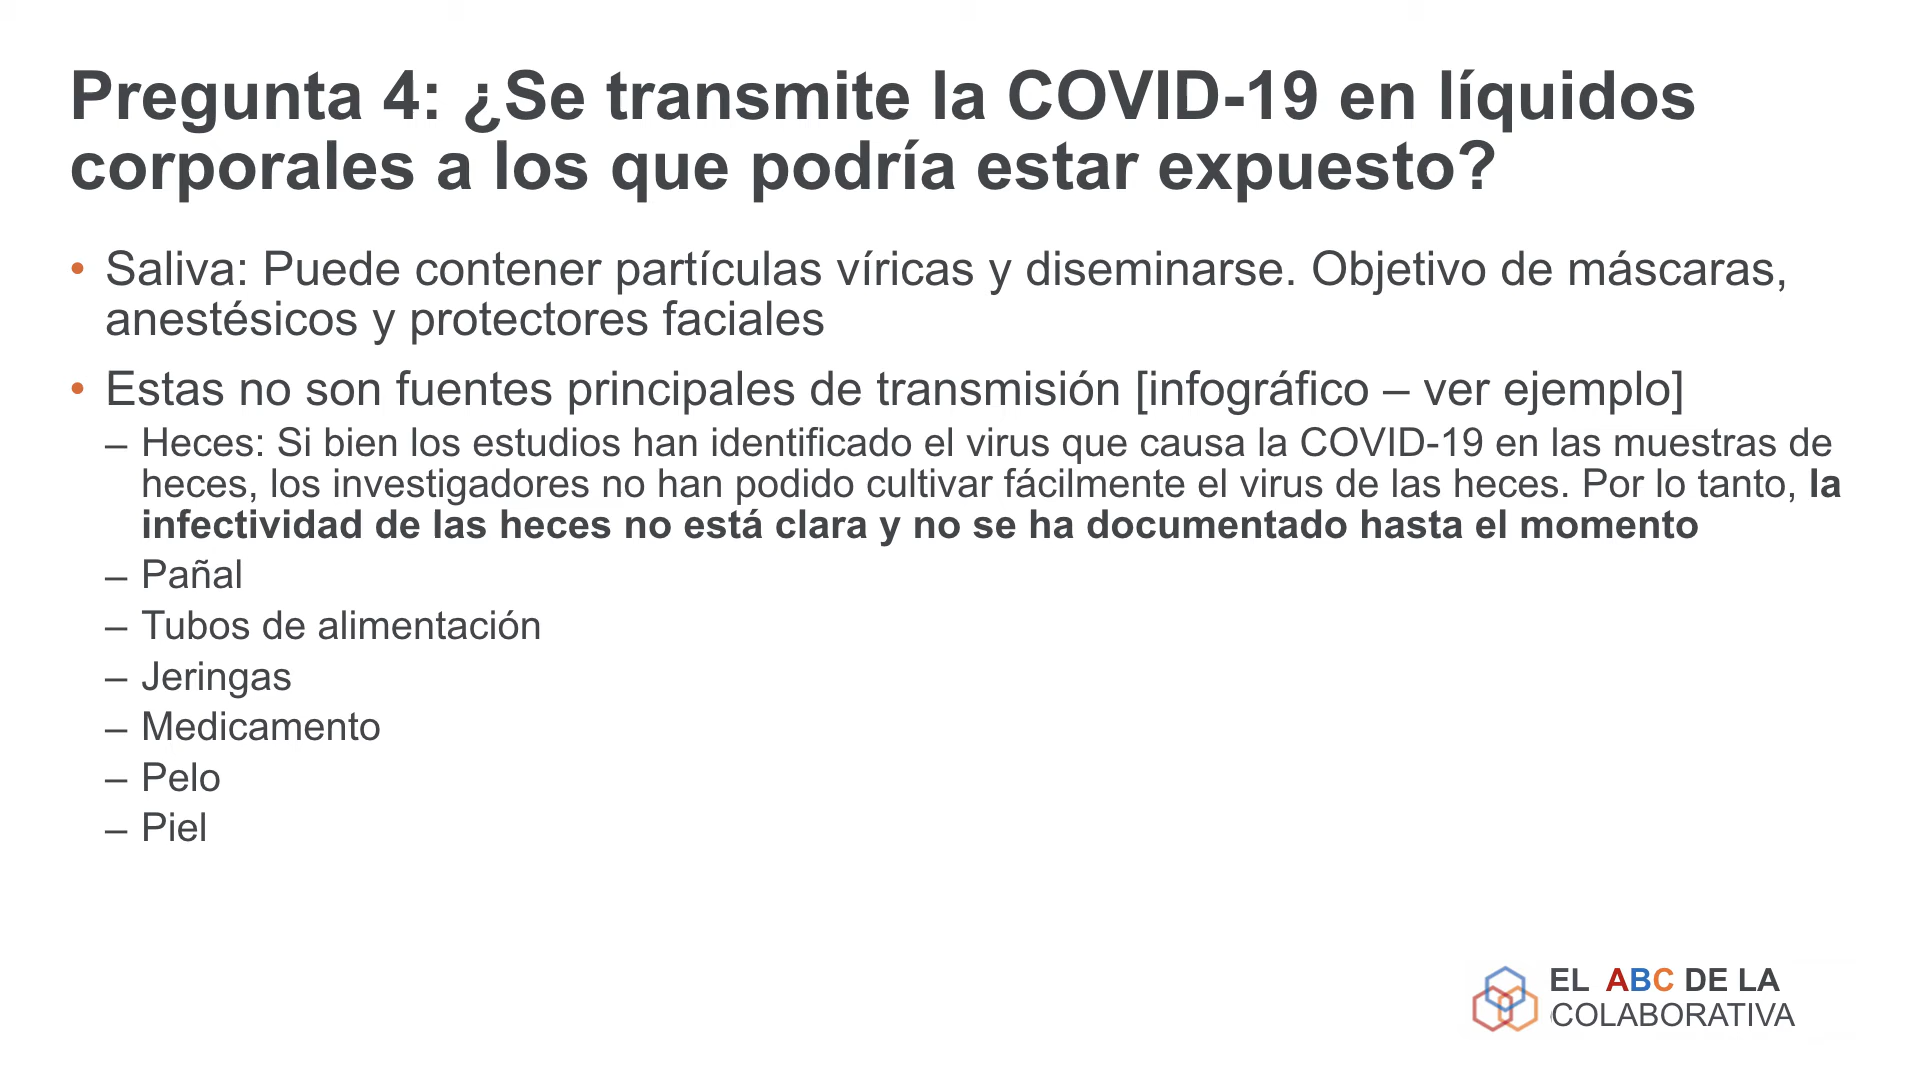 Pregunta 4: ¿Se transmite la COVID-19 en líquidos
corporales a los que podría estar expuesto?
• Saliva: Puede contener partículas víricas y diseminarse. Objetivo de máscaras,
anestésicos y protectores faciales
• Estas no son fuentes principales de transmisión [infográfico – ver ejemplo]
– Heces: Si bien los estudios han identificado el virus que causa la COVID-19 en las muestras de
heces, los investigadores no han podido cultivar fácilmente el virus de las heces. Por lo tanto, la
infectividad de las heces no está clara y no se ha documentado hasta el momento
– Pañal
– Tubos de alimentación
– Jeringas
– Medicamento
– Pelo
– Piel
EL ABC DE LA
COLABORATIVA